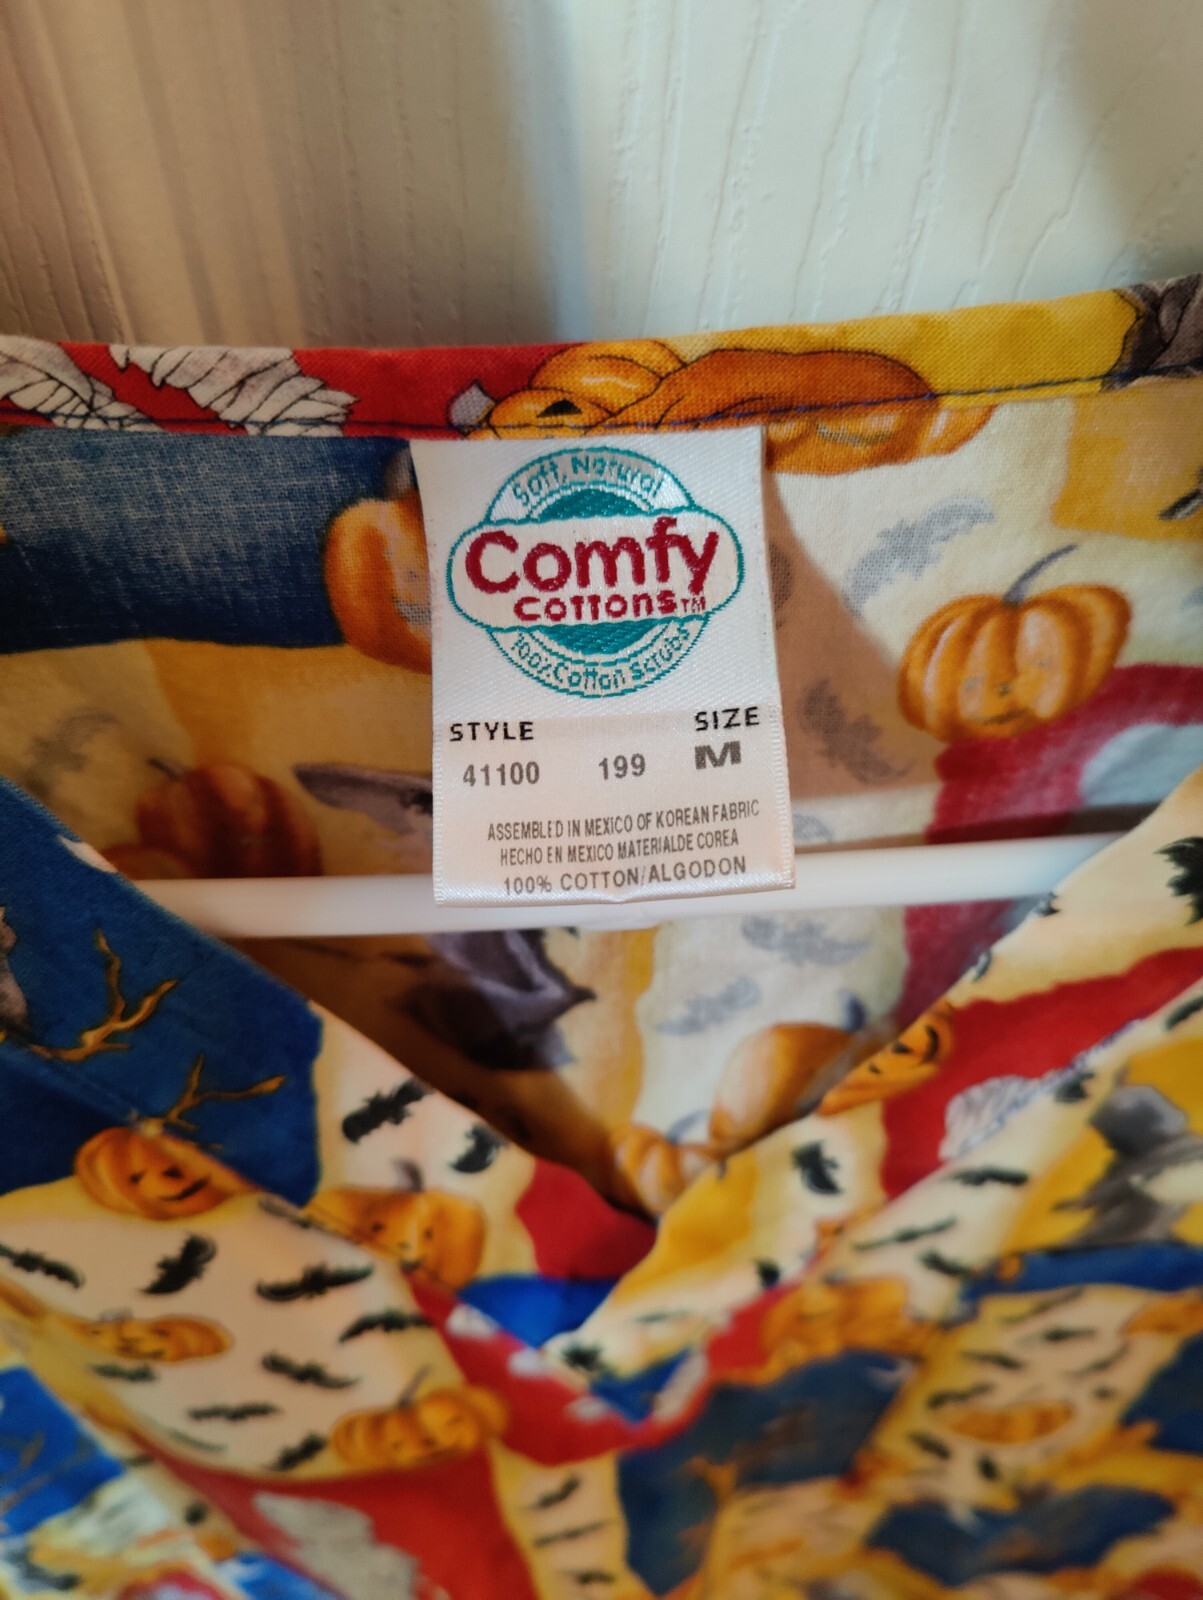 Soft, Natural
Comfy
cottons™
100% Cotton Scrubs
STYLE SIZE
41100 199 M
ASSEMBLED IN MEXICO OF KOREAN FABRIC
HECHO EN MEXICO MATERIALDE COREA
100% COTTON/ALGODON